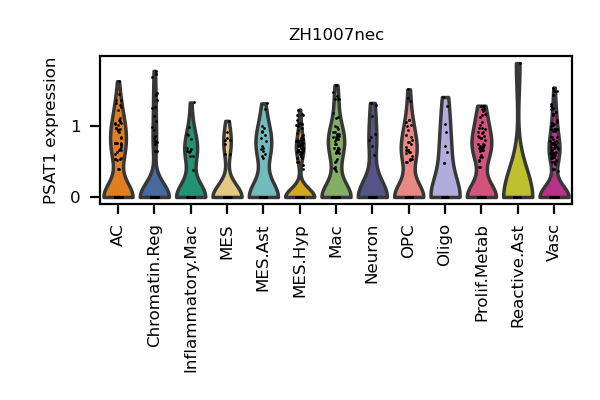 ZH1007nec
PSAT1 expression
1
0
AC
Chromatin.Reg
Inflammatory.Mac
MES
MES.Ast
MES.Hyp
Mac
Neuron
OPC
Oligo
Prolif.Metab
Reactive.Ast
Vasc